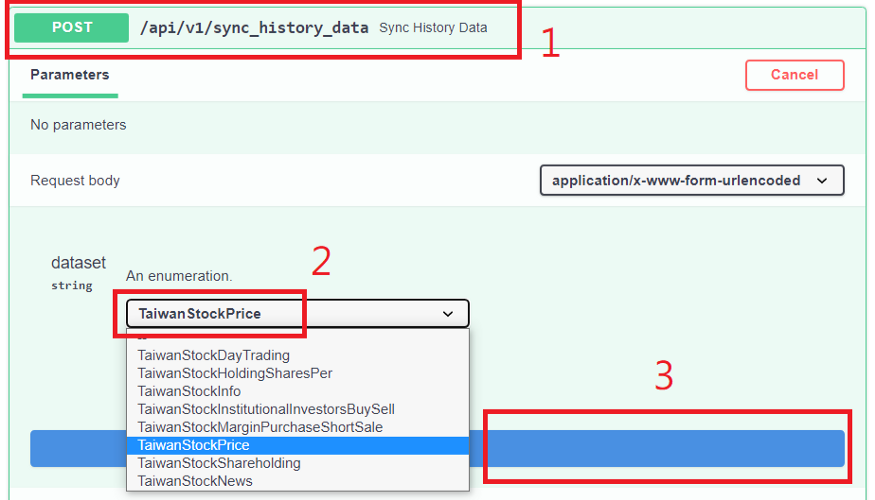 POST /api/v1/sync_history_data Sync History Data
1
Parameters
Cancel
No parameters
Request body
application/x-www-form-urlencoded
dataset
string
An enumeration.
2
TaiwanStockPrice
--
TaiwanStockDayTrading
TaiwanStockHoldingSharesPer
TaiwanStockInfo
TaiwanStockInstitutionalInvestorsBuySell
TaiwanStockMarginPurchaseShortSale
TaiwanStockPrice
TaiwanStockShareholding
TaiwanStockNews
3